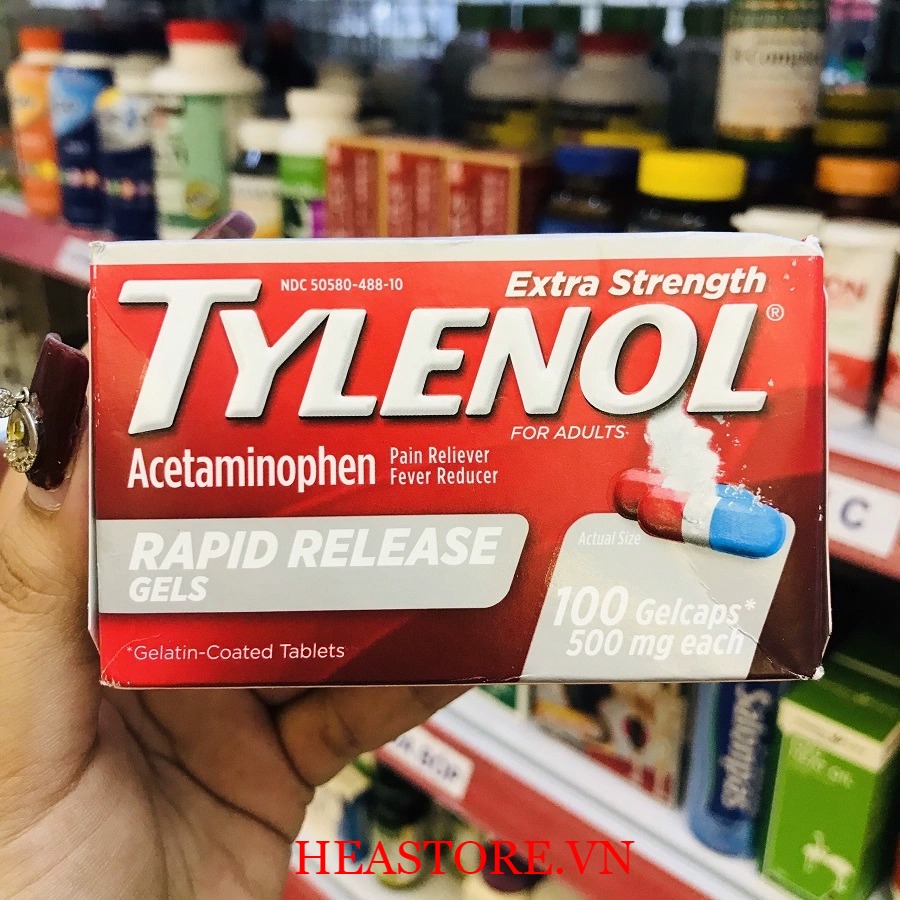 NDC 50580-488-10
Extra Strength
TYLENOL®
FOR ADULTS
Acetaminophen
Pain Reliever
Fever Reducer
RAPID RELEASE
GELS
Actual Size
100 Gelcaps*
500 mg each
*Gelatin-Coated Tablets
C
Salonpas
HEASTORE.VN